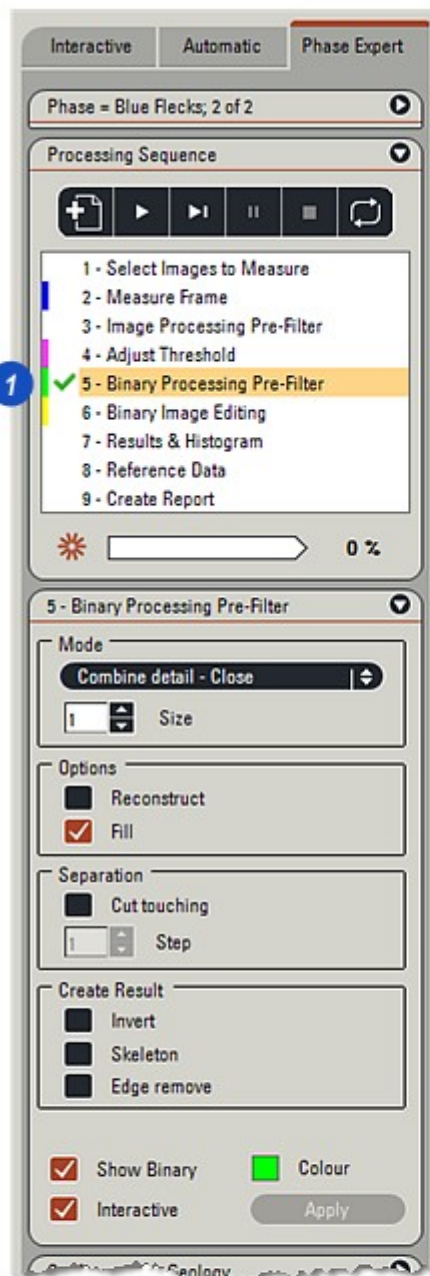 Interactive Automatic Phase Expert
Phase = Blue Flecks; 2 of 2
Processing Sequence
1 - Select Images to Measure
2 - Measure Frame
3 - Image Processing Pre-Filter
4 - Adjust Threshold
1
5 - Binary Processing Pre-Filter
6 - Binary Image Editing
7 - Results & Histogram
8 - Reference Data
9 - Create Report
0 %
5 - Binary Processing Pre-Filter
Mode
Combine detail - Close
1 Size
Options
Reconstruct
Fill
Separation
Cut touching
1 Step
Create Result
Invert
Skeleton
Edge remove
Show Binary Colour
Interactive Apply
Geology